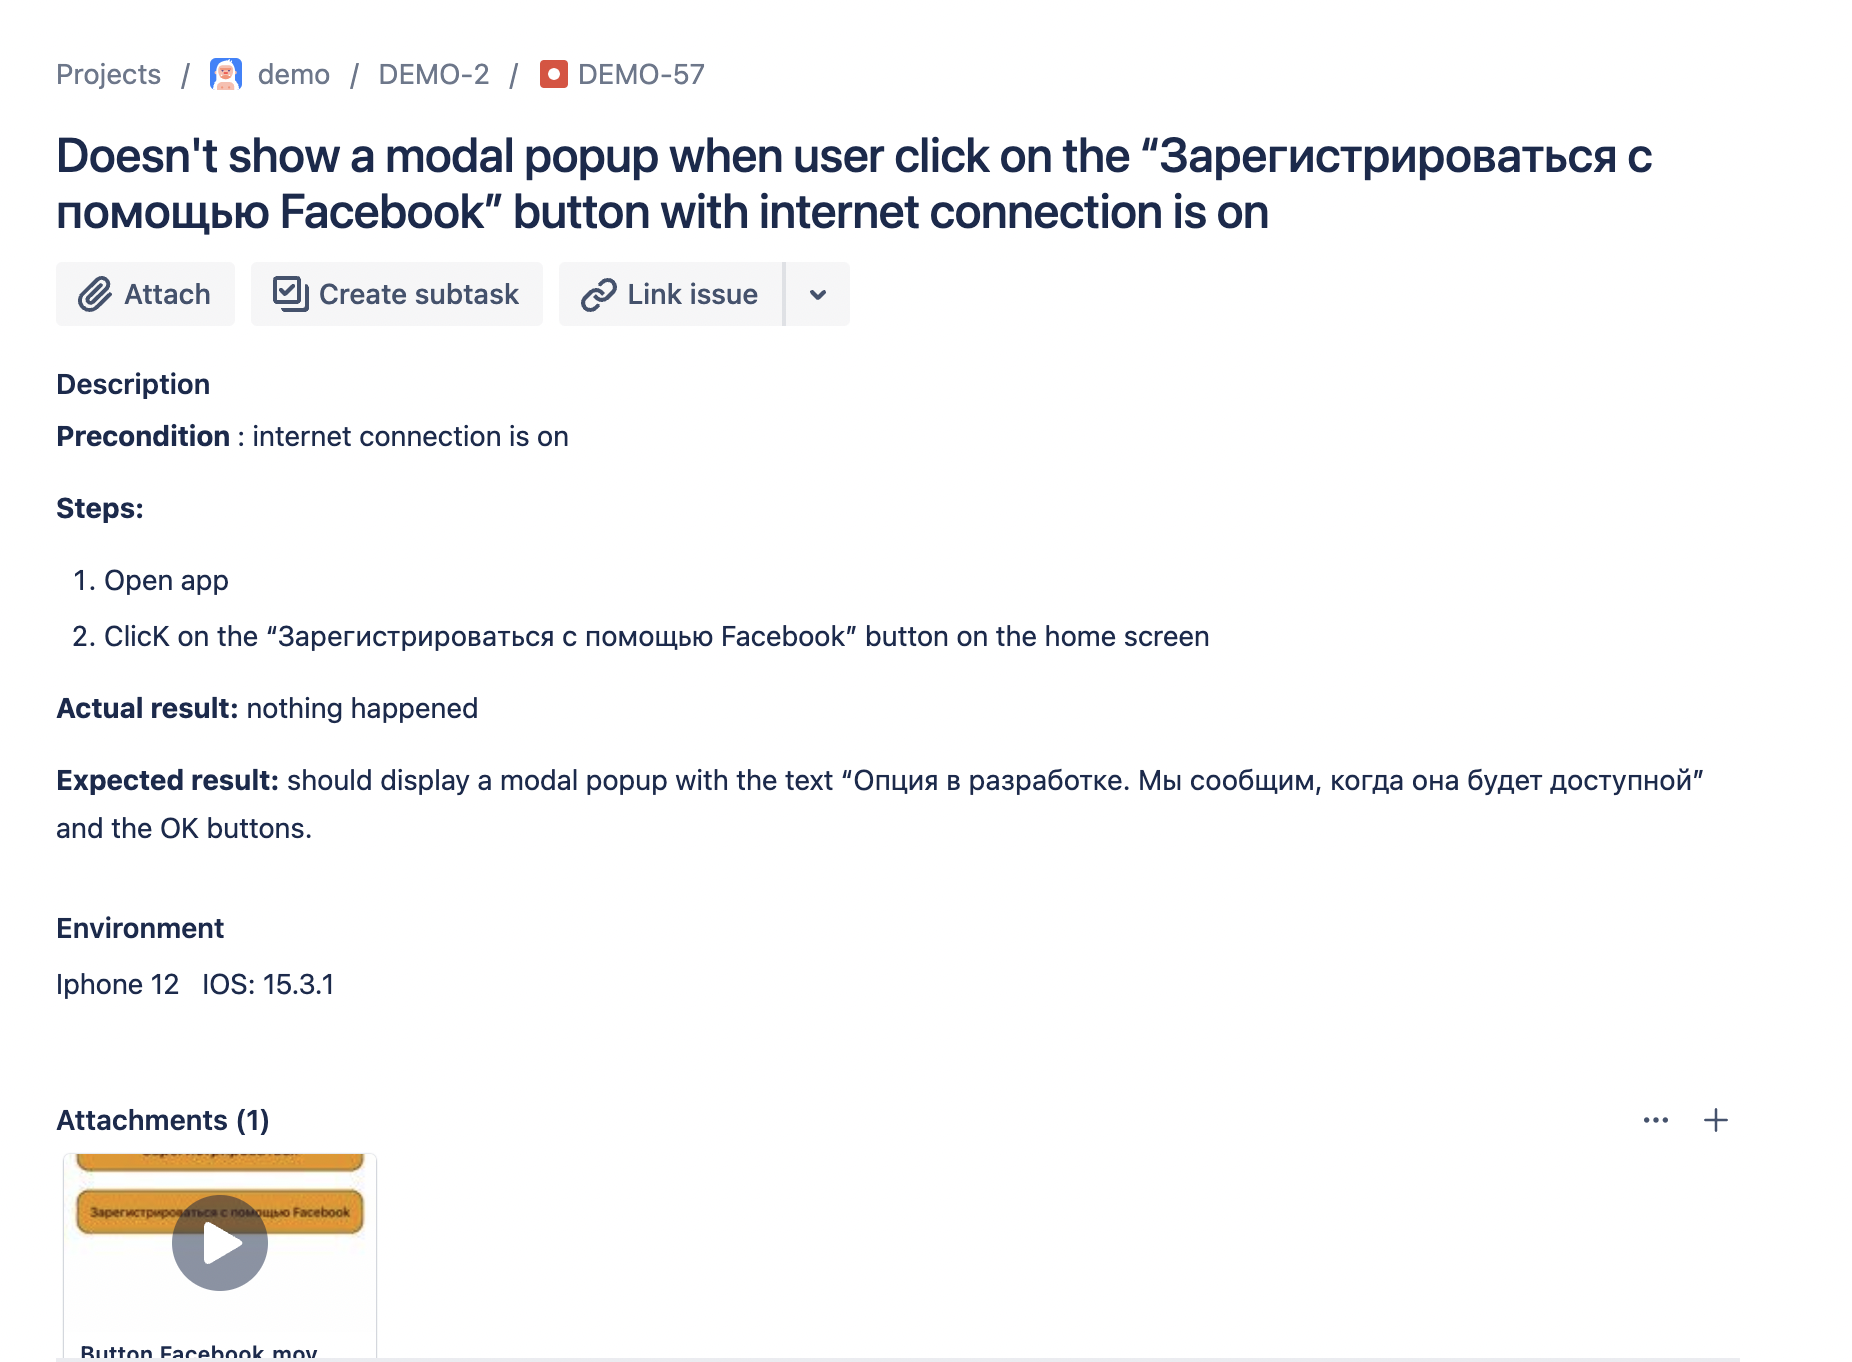 Projects / demo / DEMO-2 / DEMO-57
Doesn't show a modal popup when user click on the “Зарегистрироваться с
помощью Facebook” button with internet connection is on
Attach Create subtask Link issue
Description
Precondition : internet connection is on
Steps:
1. Open app
2. ClicK on the “Зарегистрироваться с помощью Facebook” button on the home screen
Actual result: nothing happened
Expected result: should display a modal popup with the text “Опция в разработке. Мы сообщим, когда она будет доступной”
and the OK buttons.
Environment
Iphone 12 IOS: 15.3.1
Attachments (1)
Зарегистрироваться
Зарегистрироваться с помощью Facebook
Button Facebook.mov